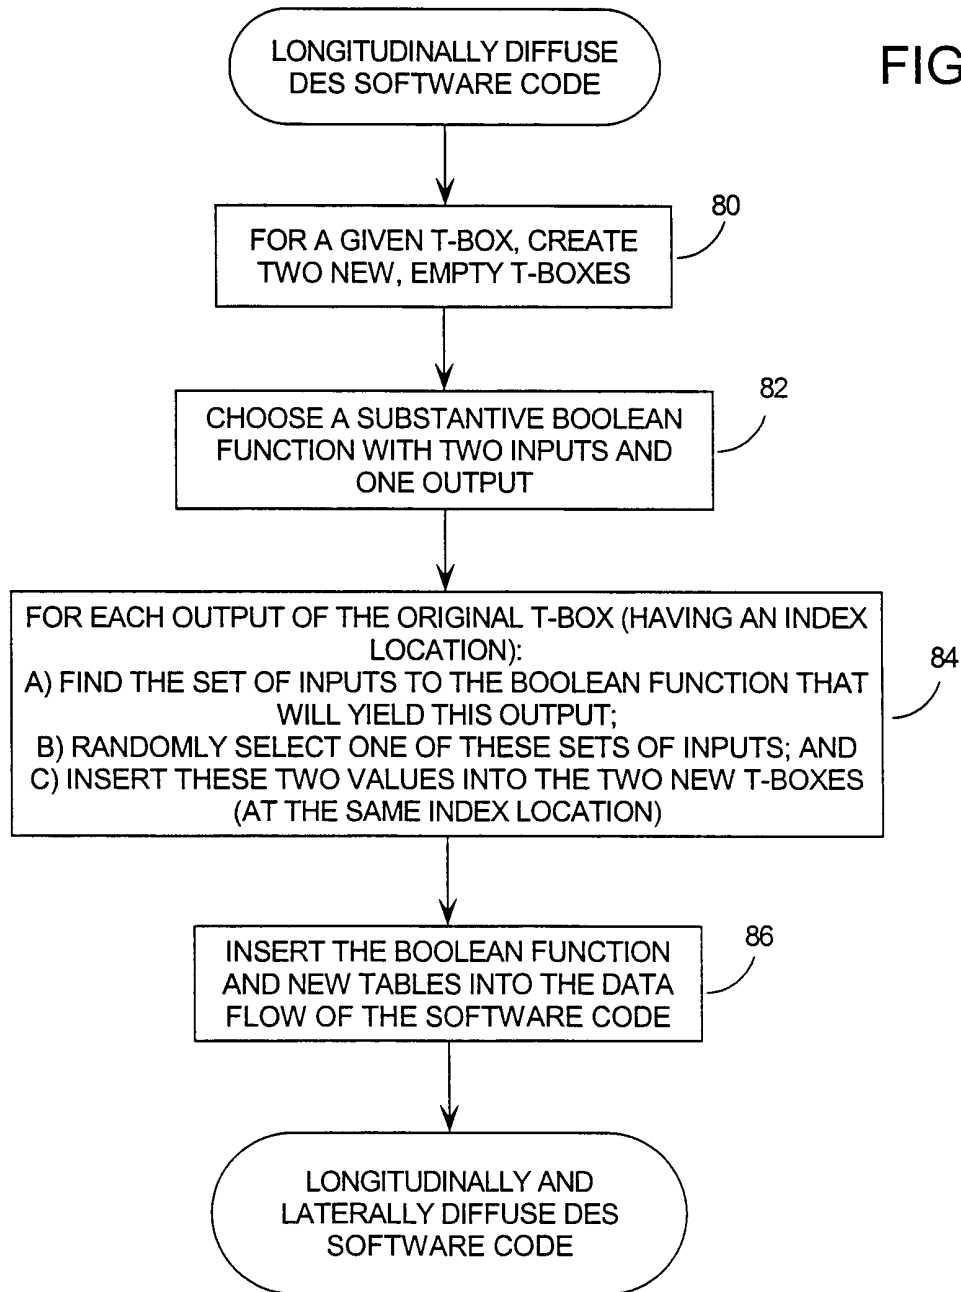 LONGITUDINALLY DIFFUSE
DES SOFTWARE CODE
FIG
80
FOR A GIVEN T-BOX, CREATE
TWO NEW, EMPTY T-BOXES
82
CHOOSE A SUBSTANTIVE BOOLEAN
FUNCTION WITH TWO INPUTS AND
ONE OUTPUT
84
FOR EACH OUTPUT OF THE ORIGINAL T-BOX (HAVING AN INDEX
LOCATION):
A) FIND THE SET OF INPUTS TO THE BOOLEAN FUNCTION THAT
WILL YIELD THIS OUTPUT;
B) RANDOMLY SELECT ONE OF THESE SETS OF INPUTS; AND
C) INSERT THESE TWO VALUES INTO THE TWO NEW T-BOXES
(AT THE SAME INDEX LOCATION)
86
INSERT THE BOOLEAN FUNCTION
AND NEW TABLES INTO THE DATA
FLOW OF THE SOFTWARE CODE
LONGITUDINALLY AND
LATERALLY DIFFUSE DES
SOFTWARE CODE